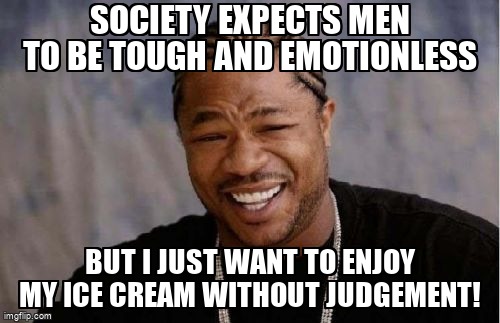 SOCIETY EXPECTS MEN
TO BE TOUGH AND EMOTIONLESS
BUT I JUST WANT TO ENJOY
MY ICE CREAM WITHOUT JUDGEMENT!
imgflip.com